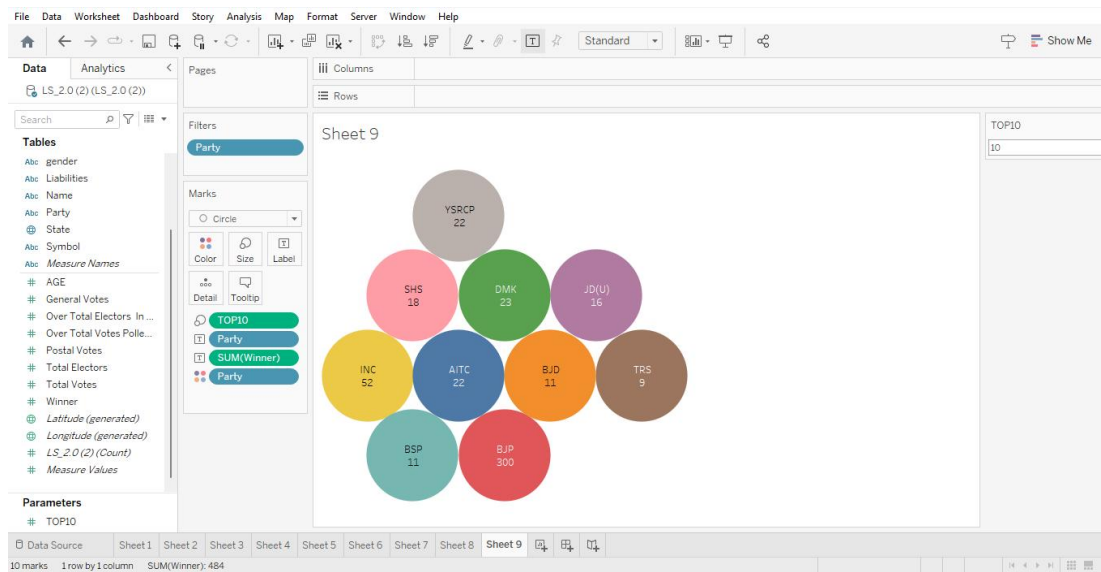 File Data Worksheet Dashboard Story Analysis Map Format Server Window Help
Standard
Show Me
Data Analytics
LS_2.0 (2) (LS_2.0 (2))
Search
Tables
Abc gender
Abc Liabilities
Abc Name
Abc Party
State
Abc Symbol
Abc Measure Names
# AGE
# General Votes
# Over Total Electors In ...
# Over Total Votes Polle...
# Postal Votes
# Total Electors
# Total Votes
# Winner
Latitude (generated)
Longitude (generated)
# LS_2.0 (2) (Count)
# Measure Values
Parameters
# TOP10
Pages
Filters
Party
Marks
Circle
Color Size Label
Detail Tooltip
TOP10
T Party
T SUM(Winner)
Party
Columns
Rows
Sheet 9
YSRCP
22
SHS
18
DMK
23
JD(U)
16
INC
52
AITC
22
BJD
11
TRS
9
BSP
11
BJP
300
TOP10
10
Data Source Sheet 1 Sheet 2 Sheet 3 Sheet 4 Sheet 5 Sheet 6 Sheet 7 Sheet 8 Sheet 9
10 marks 1 row by 1 column SUM(Winner): 484